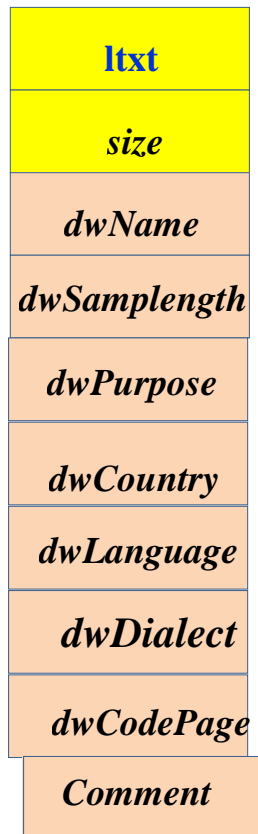 ltxt
size
dwName
dwSamplength
dwPurpose
dwCountry
dwLanguage
dwDialect
dwCodePage
Comment